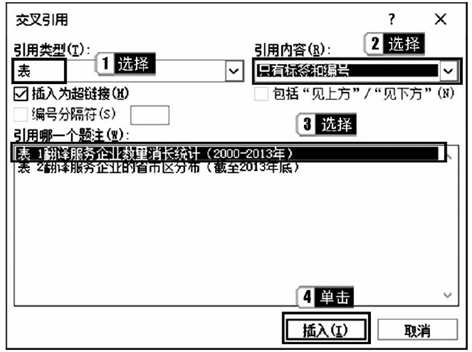 交叉引用 ? ×
引用类型(T): 1 选择 引用内容(R): 2 选择
表 只有标签和编号
插入为超链接(H) 包括“见上方”/“见下方”(N)
编号分隔符(S)
引用哪一个题注(W): 3 选择
表 1翻译服务企业数量消长统计（2000-2013年）
表 2翻译服务企业的省市区分布（截至2013年底）
4 单击
插入(I) 取消